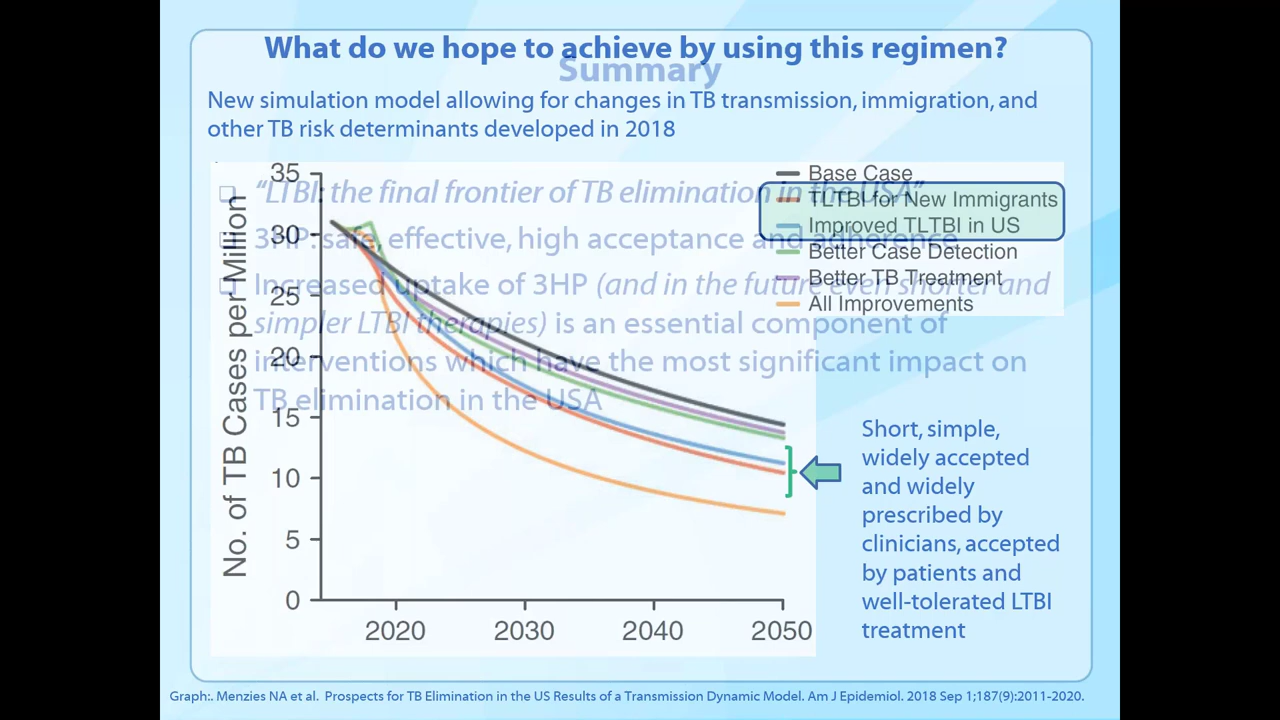 What do we hope to achieve by using this regimen?
Summary
New simulation model allowing for changes in TB transmission, immigration, and
other TB risk determinants developed in 2018
“LTBI: the final frontier of TB elimination in the USA”
3HP: safe, effective, high acceptance and adherence
Increased uptake of 3HP (and in the future even shorter and
simpler LTBI therapies) is an essential component of
interventions which have the most significant impact on
TB elimination in the USA
No. of TB Cases per Million
35
30
25
20
15
10
5
0
2020 2030 2040 2050
Base Case
TLTBI for New Immigrants
Improved TLTBI in US
Better Case Detection
Better TB Treatment
All Improvements
Short, simple,
widely accepted
and widely
prescribed by
clinicians, accepted
by patients and
well-tolerated LTBI
treatment
Graph:. Menzies NA et al. Prospects for TB Elimination in the US Results of a Transmission Dynamic Model. Am J Epidemiol. 2018 Sep 1;187(9):2011-2020.